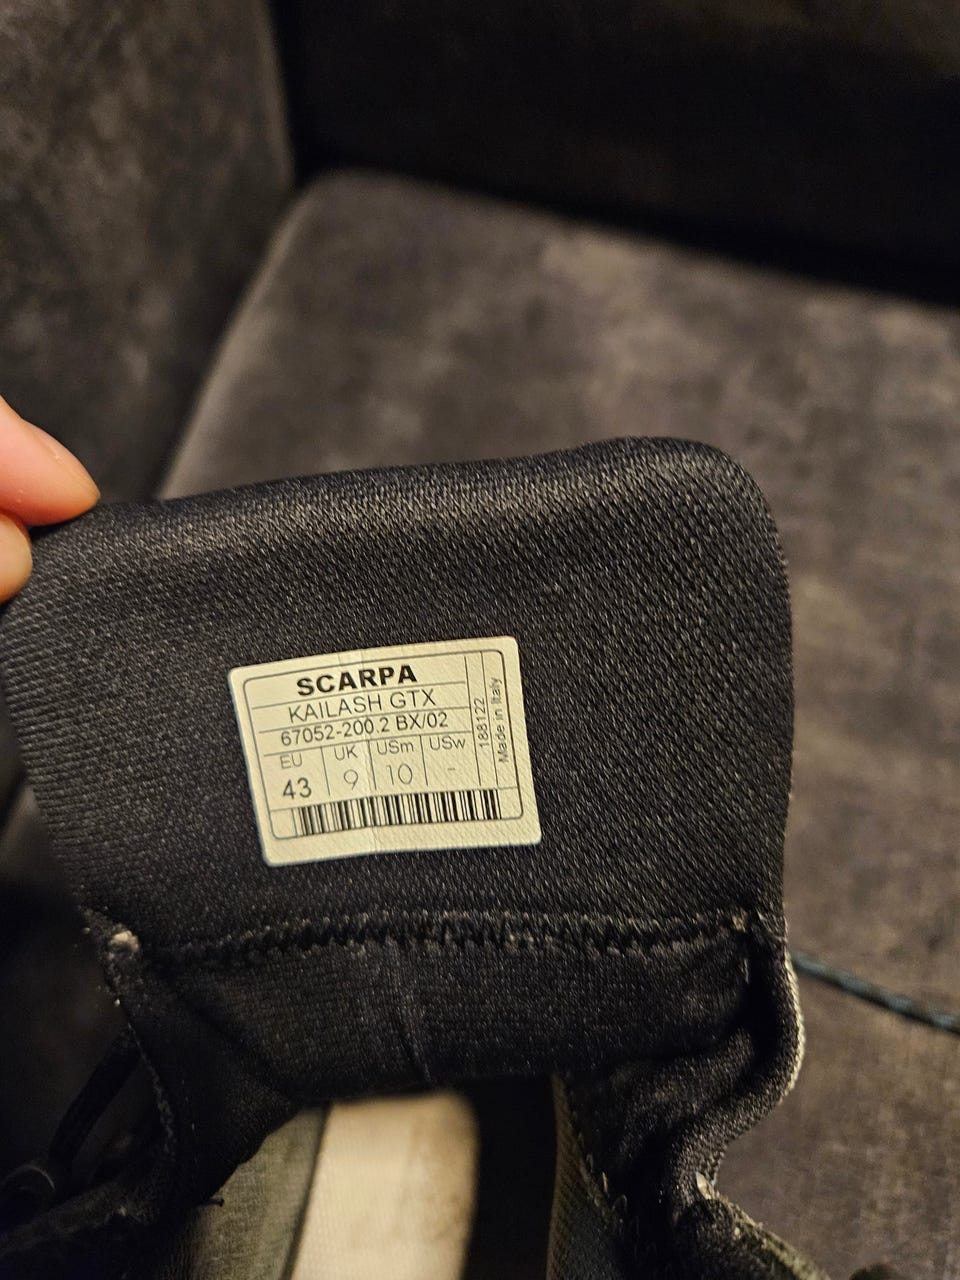 SCARPA
KAILASH GTX
67052-200.2 BX/02
EU UK USm USw
43 9 10 -
188122
Made in Italy